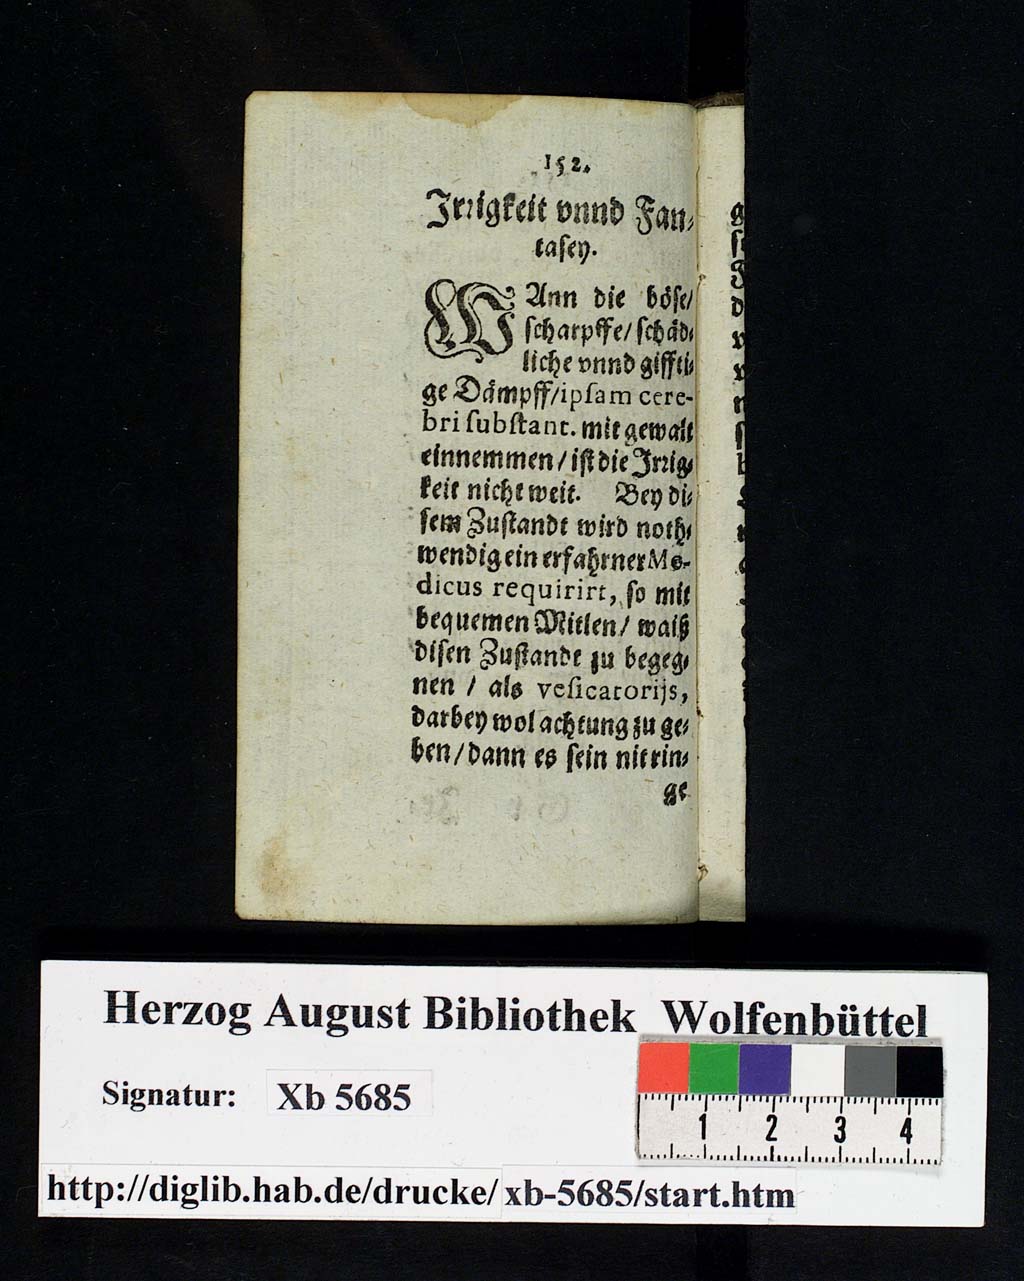 152.
Irrigkeit vnnd Fan-
taſey.
WAnn die böſe/
ſcharpffe/ ſchäd-
liche vnnd giffti-
ge Dämpff/ ipſam cere-
bri ſubſtant. mit gewalt
einnemmen / iſt die Irrig-
keit nicht weit. Bey di-
ſem Zuſtandt wird noth-
wendig ein erfahrner Me-
dicus requirirt, ſo mit
bequemen Mitlen / waiß
diſen Zuſtandt zu begeg-
nen / als veſicatorijs,
darbey wol achtung zu ge-
ben / dann es ſein nit rin-
ge
Herzog August Bibliothek Wolfenbüttel
Signatur: Xb 5685
1 2 3 4
http://diglib.hab.de/drucke/ xb-5685/start.htm